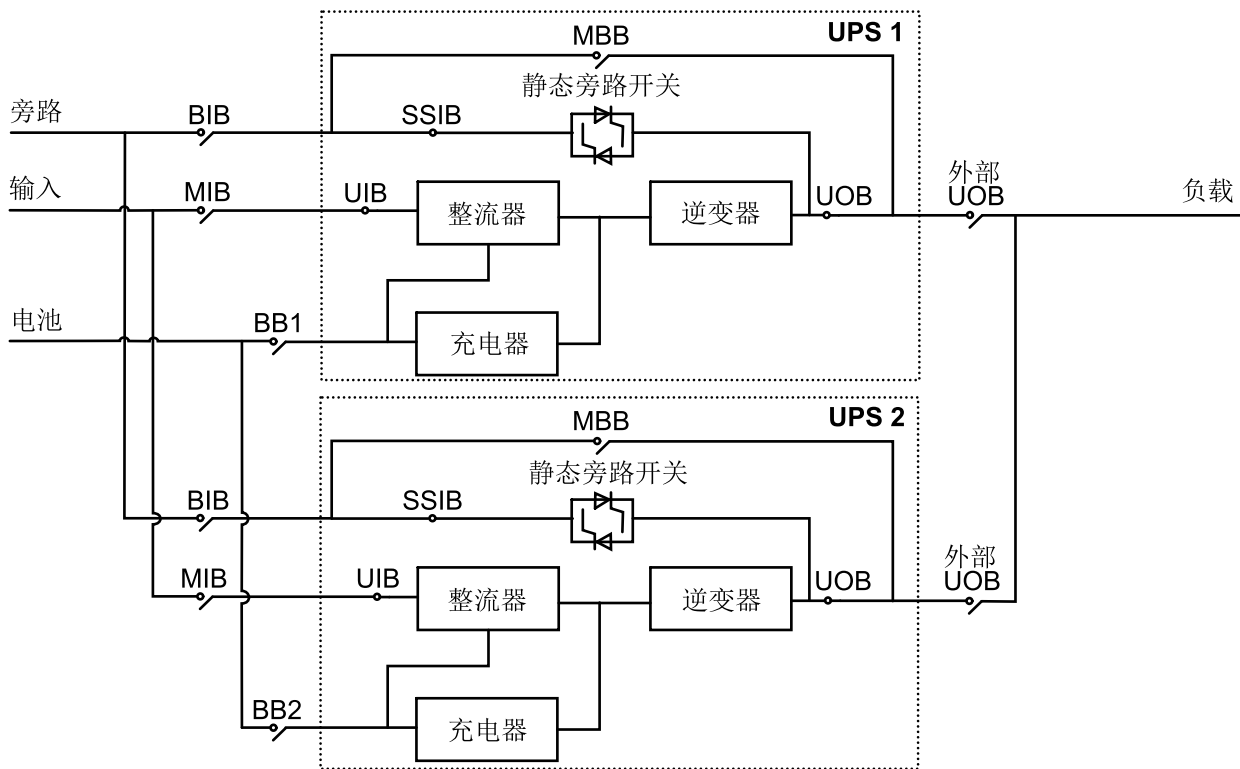 UPS 1
MBB
静态旁路开关
旁路
BIB
SSIB
输入
MIB
UIB
整流器
逆变器
UOB
外部
UOB
负载
电池
BB1
充电器
UPS 2
MBB
静态旁路开关
BIB
SSIB
MIB
UIB
整流器
逆变器
UOB
外部
UOB
BB2
充电器